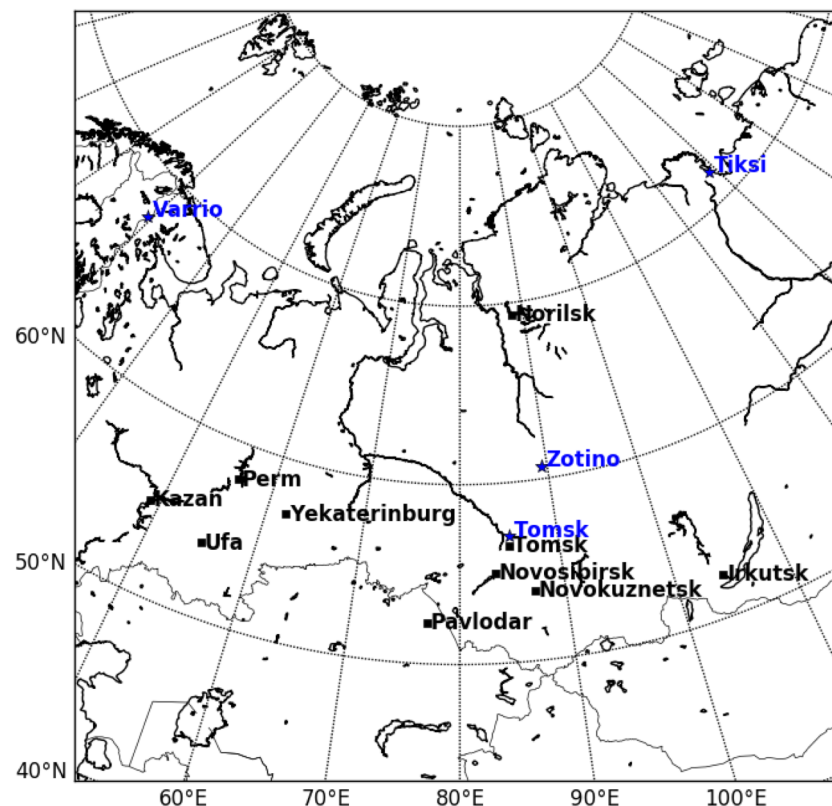 Tiksi
Varrio
Norilsk
60°N
Zotino
Perm
Kazan
Yekaterinburg
Tomsk
Ufa
Tomsk
50°N
Novosibirsk
Irkutsk
Novokuznetsk
Pavlodar
40°N
60°E
70°E
80°E
90°E
100°E